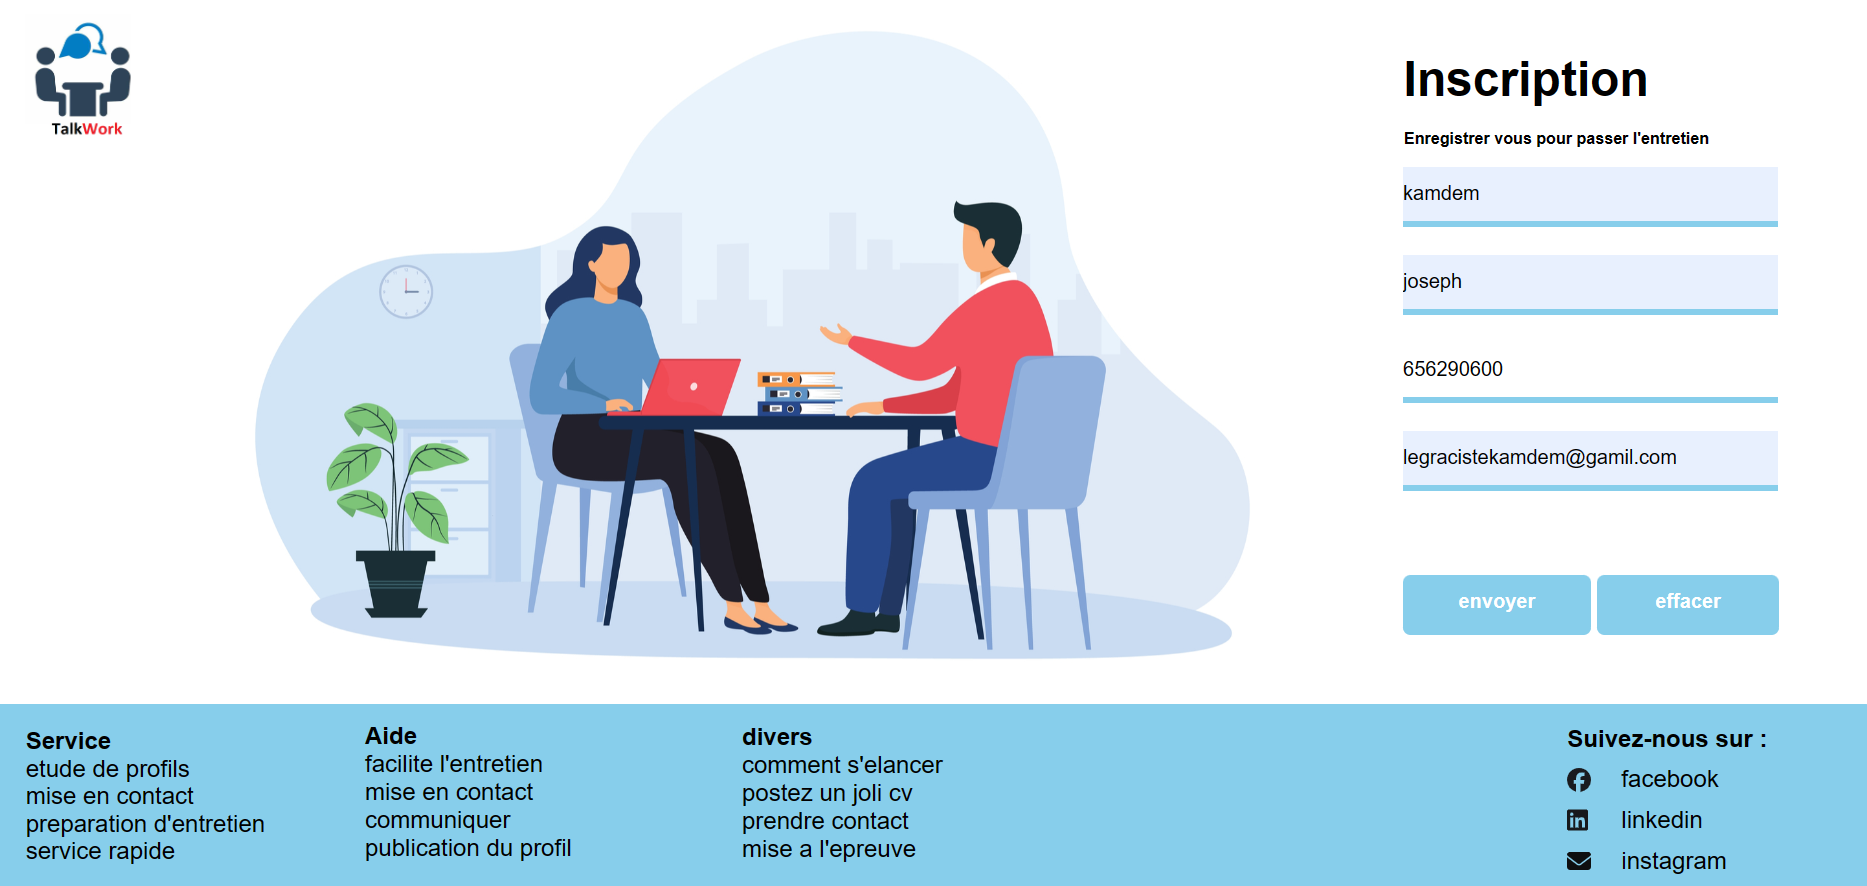 TalkWork
Inscription
Enregistrer vous pour passer l'entretien
kamdem
joseph
656290600
legracistekamdem@gamil.com
envoyer
effacer
Service
etude de profils
mise en contact
preparation d'entretien
service rapide
Aide
facilite l'entretien
mise en contact
communiquer
publication du profil
divers
comment s'elancer
postez un joli cv
prendre contact
mise a l'epreuve
Suivez-nous sur :
facebook
linkedin
instagram